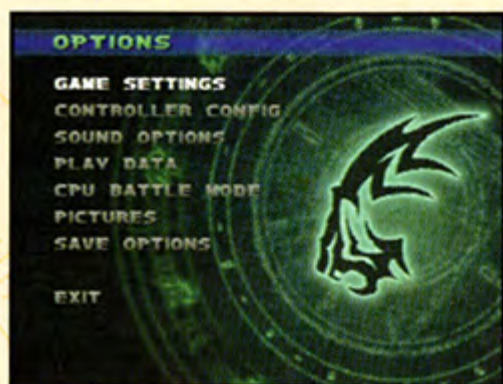 OPTIONS
GAME SETTINGS
CONTROLLER CONFIG
SOUND OPTIONS
PLAY DATA
CPU BATTLE MODE
PICTURES
SAVE OPTIONS
EXIT